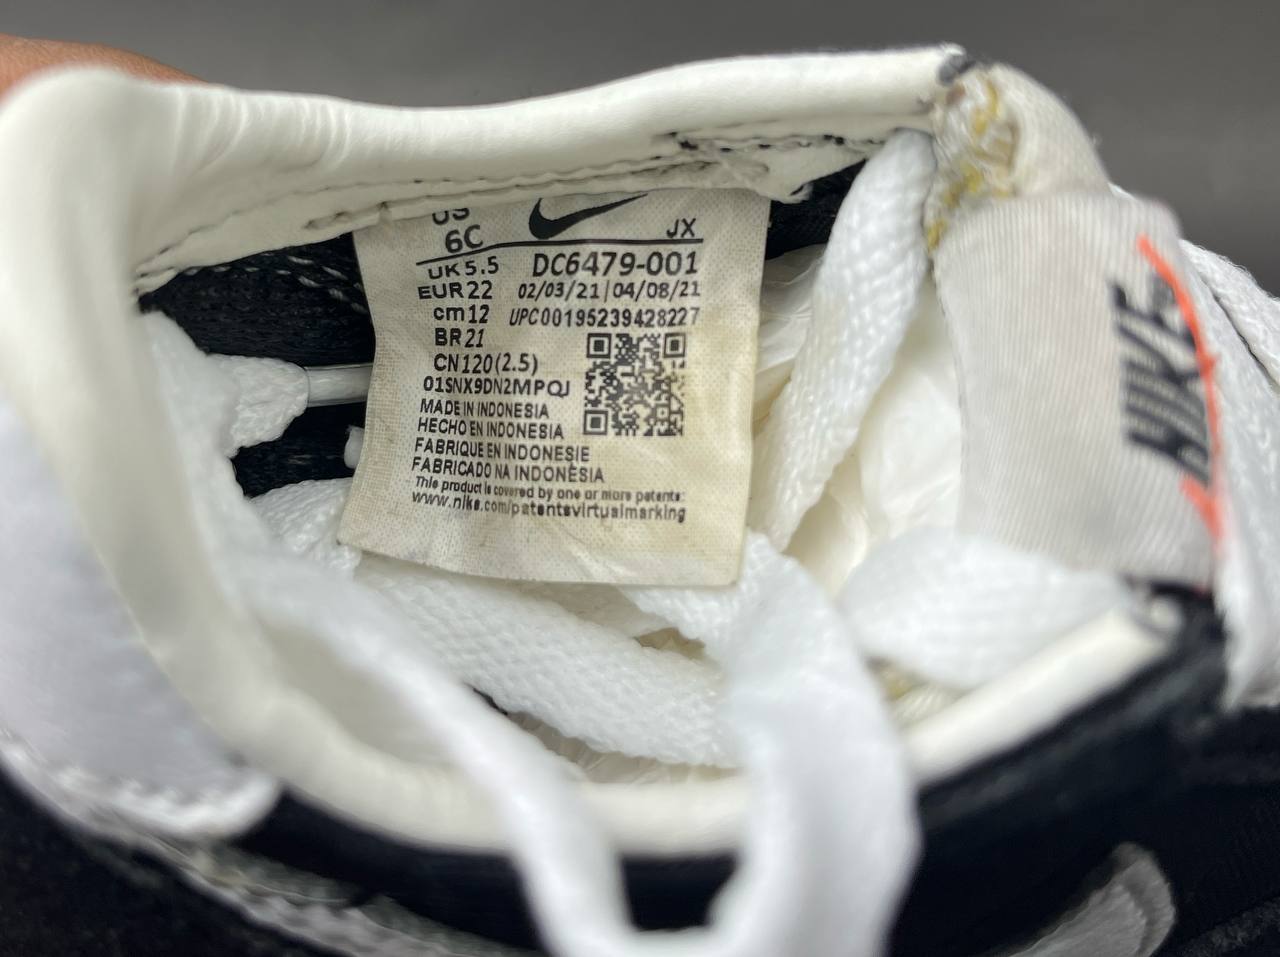 US
6C
JX
UK 5.5 DC6479-001
EUR 22 02/03/21 | 04/08/21
cm 12 UPC00195239428227
BR 21
CN 120 (2.5)
01SNX9DN2MPQJ
MADE IN INDONESIA
HECHO EN INDONESIA
FABRIQUE EN INDONESIE
FABRICADO NA INDONÉSIA
This product is covered by one or more patents:
www.nike.com/patentsvirtualmarking
NIKE